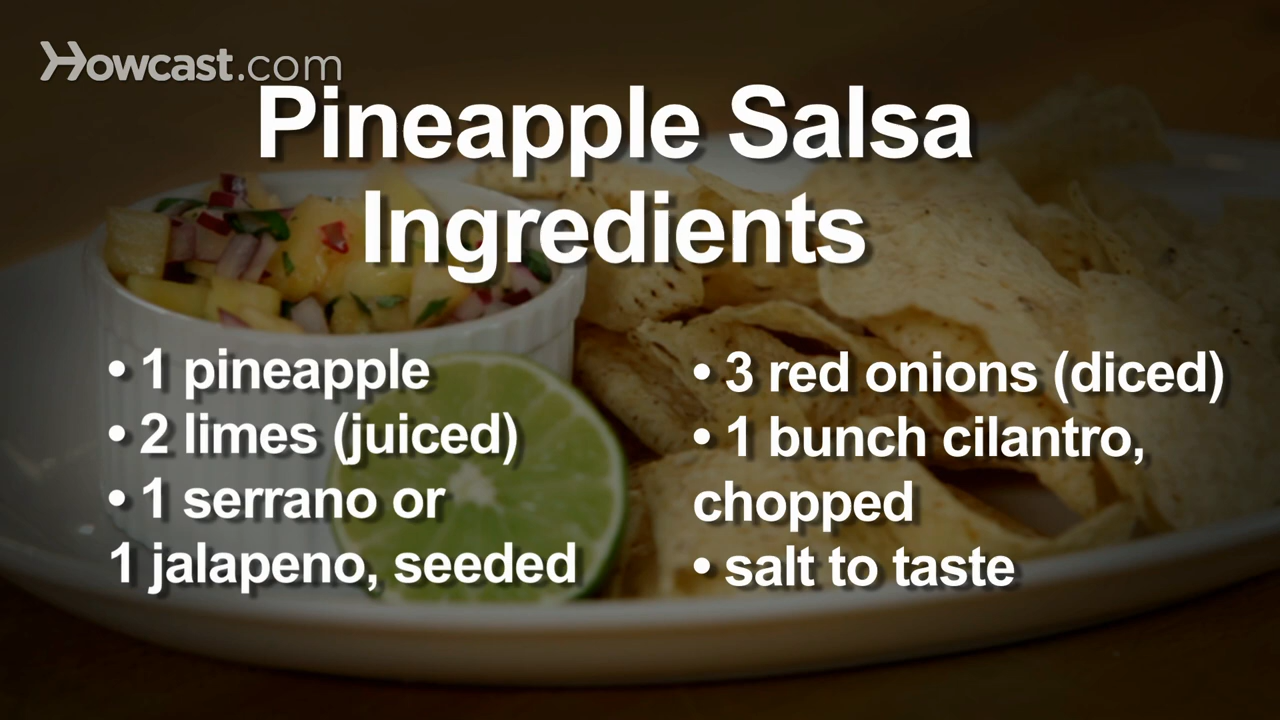 Howcast.com
Pineapple Salsa
Ingredients
• 1 pineapple
• 2 limes (juiced)
• 1 serrano or
1 jalapeno, seeded
• 3 red onions (diced)
• 1 bunch cilantro,
chopped
• salt to taste